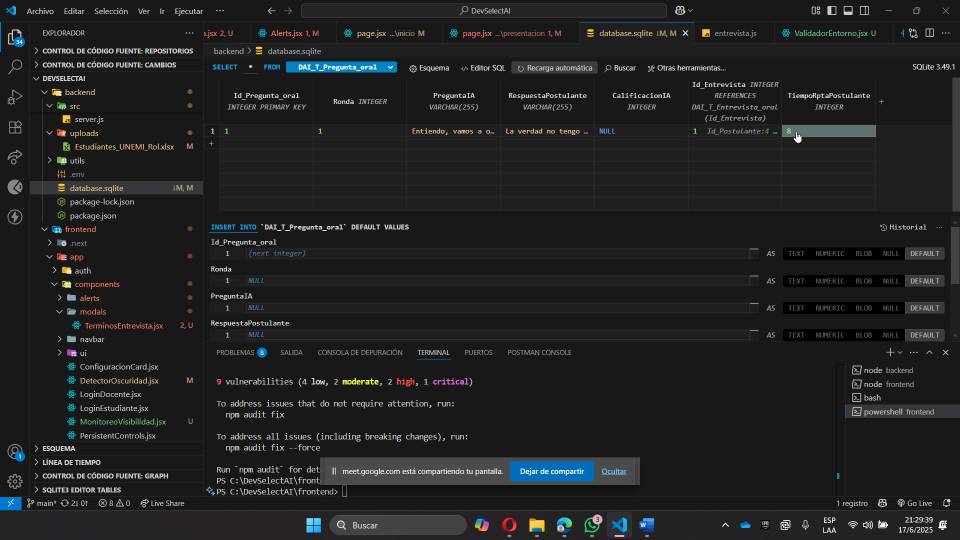 Archivo Editar Selección Ver Ir Ejecutar ···
DevSelectAI
.jsx 2, U
Alerts.jsx 1
page.jsx ...\inicio M
page.jsx ...\presentacion 1, M
database.sqlite ⁝M, M
entrevista.js
ValidadorEntorno.jsx U
EXPLORADOR
backend > database.sqlite
CONTROL DE CÓDIGO FUENTE: REPOSITORIOS
CONTROL DE CÓDIGO FUENTE: CAMBIOS
DEVSELECTAI
backend
src
server.js
uploads
Estudiantes_UNEMI_Rol.xlsx
utils
.env
database.sqlite ⁝M, M
package-lock.json
package.json
frontend
.next
app
auth
components
alerts
modals
TerminosEntrevista.jsx 2, U
navbar
ui
ConfiguracionCard.jsx
DetectorOscuridad.jsx M
LoginDocente.jsx
LoginEstudiante.jsx
MonitoreoVisibilidad.jsx U
PersistentControls.jsx
ESQUEMA
LÍNEA DE TIEMPO
CONTROL DE CÓDIGO FUENTE: GRAPH
SQLITE3 EDITOR TABLES
SELECT * FROM DAI_T_Pregunta_oral
Esquema
Editor SQL
Recarga automática
Buscar
Otras herramientas...
SQLite 3.49.1
Id_Pregunta_oral
INTEGER PRIMARY KEY
Ronda INTEGER
PreguntaIA
VARCHAR(255)
RespuestaPostulante
VARCHAR(255)
CalificacionIA
INTEGER
Id_Entrevista INTEGER
REFERENCES
DAI_T_Entrevista_oral
(Id_Entrevista)
TiempoRptaPostulante
INTEGER
+
1 1 1 Entiendo, vamos a o… La verdad no tengo … NULL 1 Id_Postulante:4 … 8
+
INSERT INTO `DAI_T_Pregunta_oral` DEFAULT VALUES
Historial ···
Id_Pregunta_oral
1 (next integer) AS TEXT NUMERIC BLOB NULL DEFAULT
Ronda
1 NULL AS TEXT NUMERIC BLOB NULL DEFAULT
PreguntaIA
1 NULL AS TEXT NUMERIC BLOB NULL DEFAULT
RespuestaPostulante
1 NULL AS TEXT NUMERIC BLOB NULL DEFAULT
PROBLEMAS 8 SALIDA CONSOLA DE DEPURACIÓN TERMINAL PUERTOS POSTMAN CONSOLE
9 vulnerabilities (4 low, 2 moderate, 2 high, 1 critical)
To address issues that do not require attention, run:
npm audit fix
To address all issues (including breaking changes), run:
npm audit fix --force
Run `npm audit` for det
PS C:\DevSelectAI\front
PS C:\DevSelectAI\frontend>
node backend
node frontend
bash
powershell frontend
meet.google.com está compartiendo tu pantalla.
Dejar de compartir
Ocultar
main*
21 0↑
8 0
Live Share
1 registro
Go Live
Buscar
3
ESP
LAA
21:29:39
17/6/2025